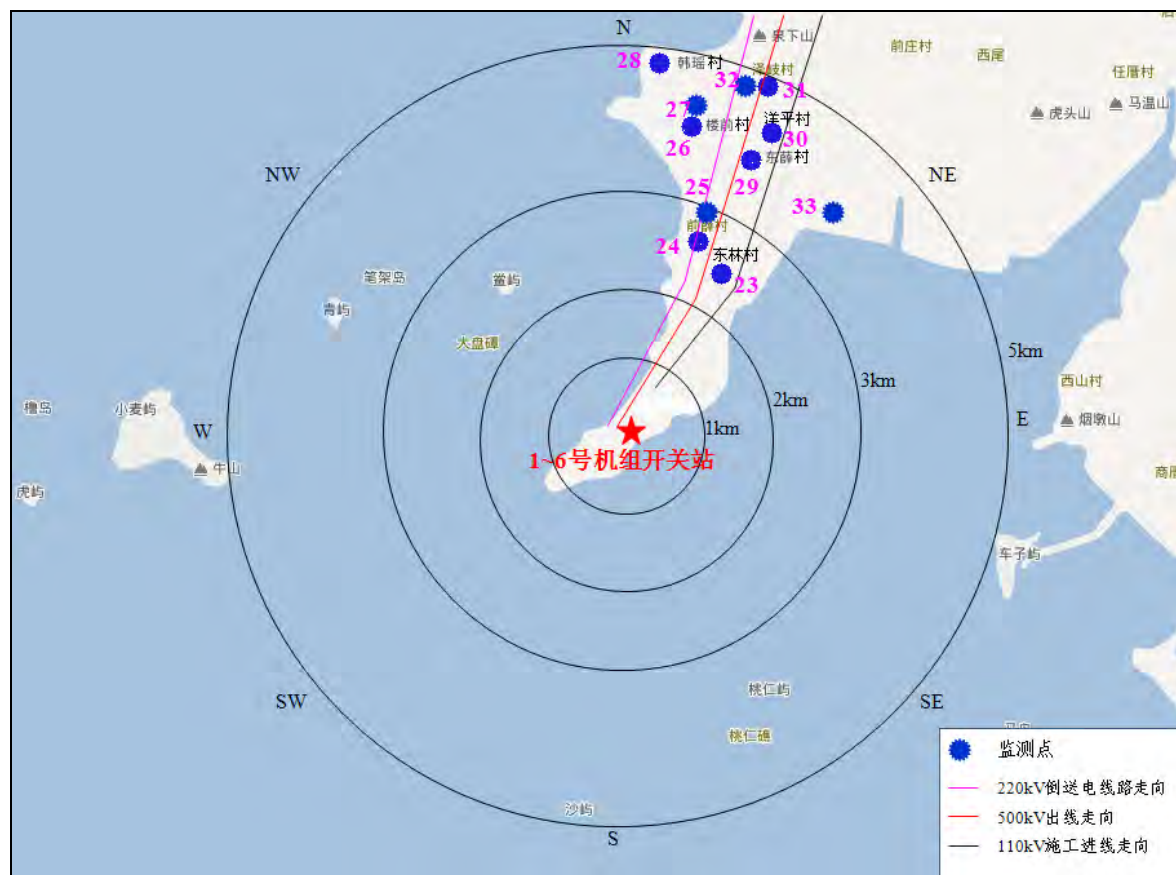 N
泉下山
前庄村
西尾
28
韩瑶村
泽岐村
任厝村
32
31
马温山
虎头山
27
楼前村
洋平村
26
30
东薛村
29
NW
NE
25
33
前薛村
24
东林村
23
笔架岛
鲎屿
青屿
大盘礁
5km
3km
西山村
2km
檑岛
小麦屿
W
1km
E
烟墩山
1~6号机组开关站
牛山
虎屿
车子屿
SW
SE
桃仁屿
桃仁礁
沙屿
S
监测点
220kV倒送电线路走向
500kV出线走向
110kV施工进线走向